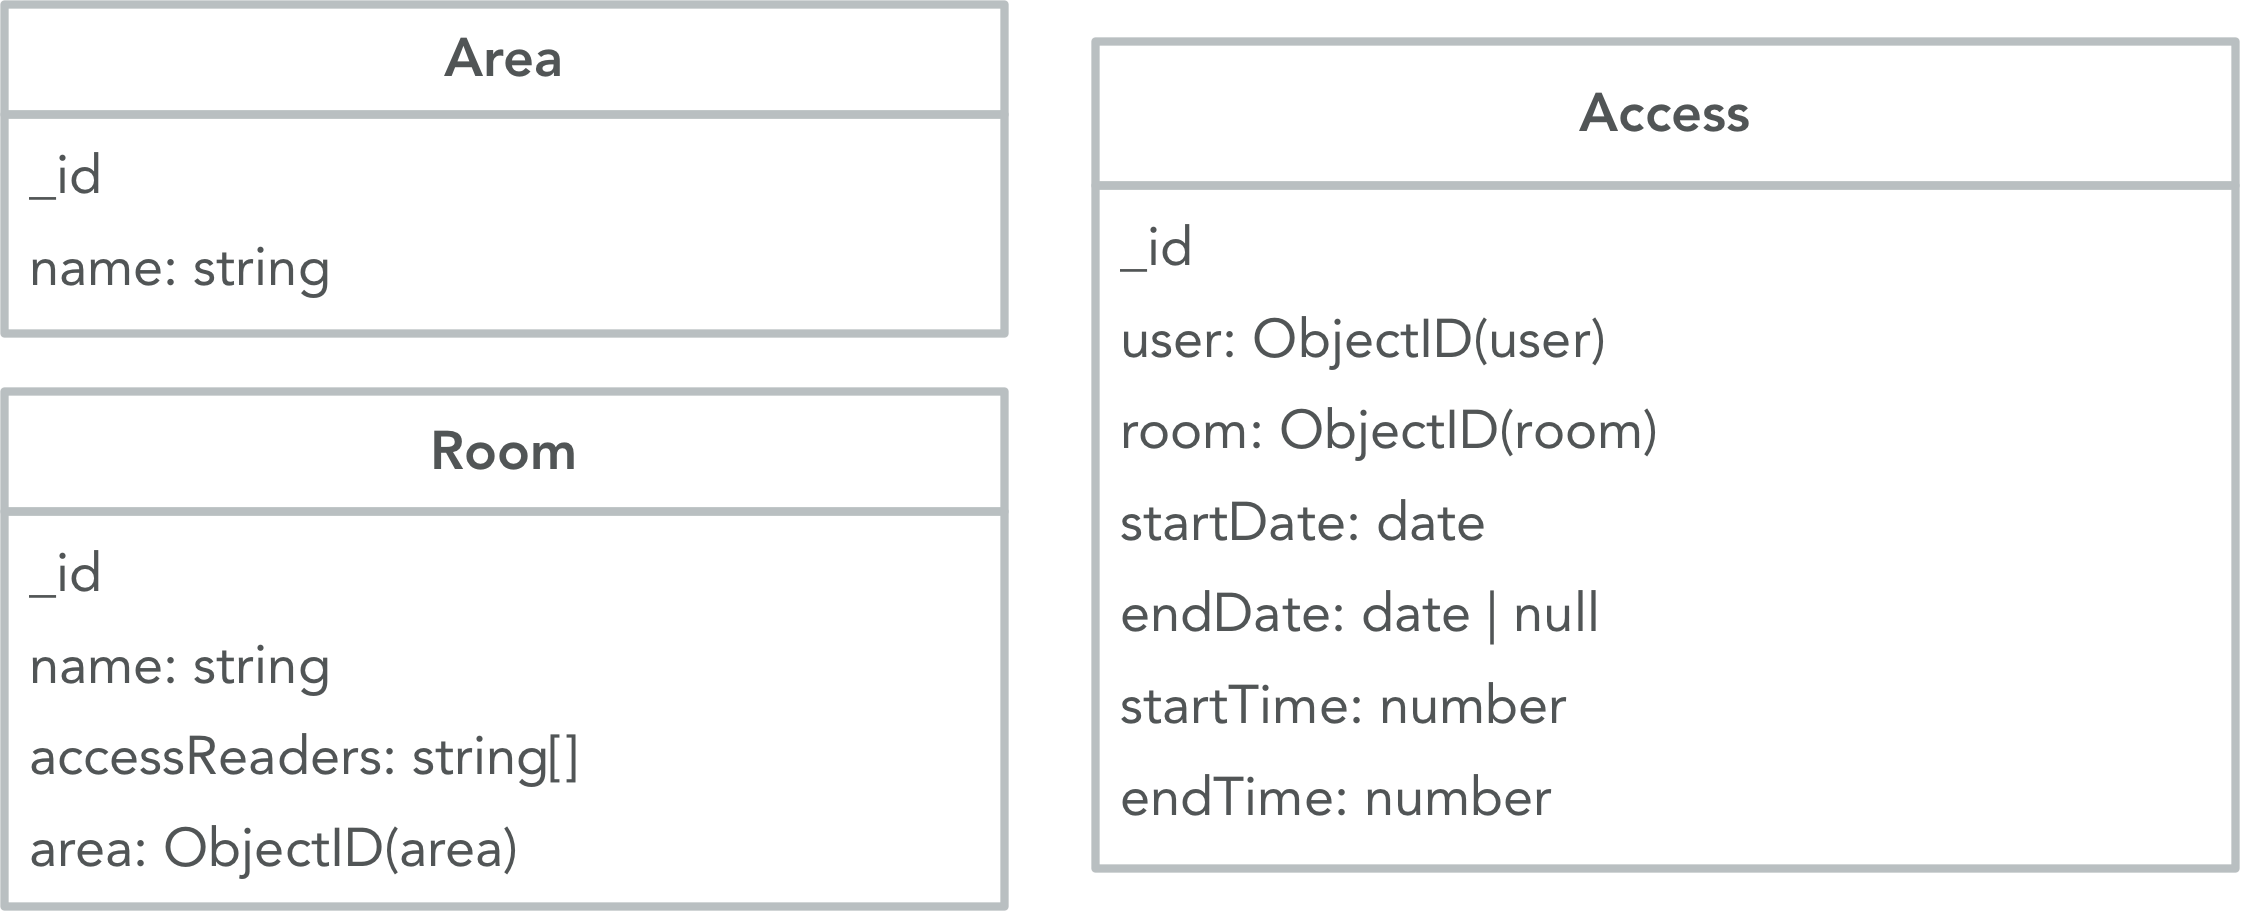 Area
_id
name: string
Room
_id
name: string
accessReaders: string[]
area: ObjectID(area)
Access
_id
user: ObjectID(user)
room: ObjectID(room)
startDate: date
endDate: date | null
startTime: number
endTime: number